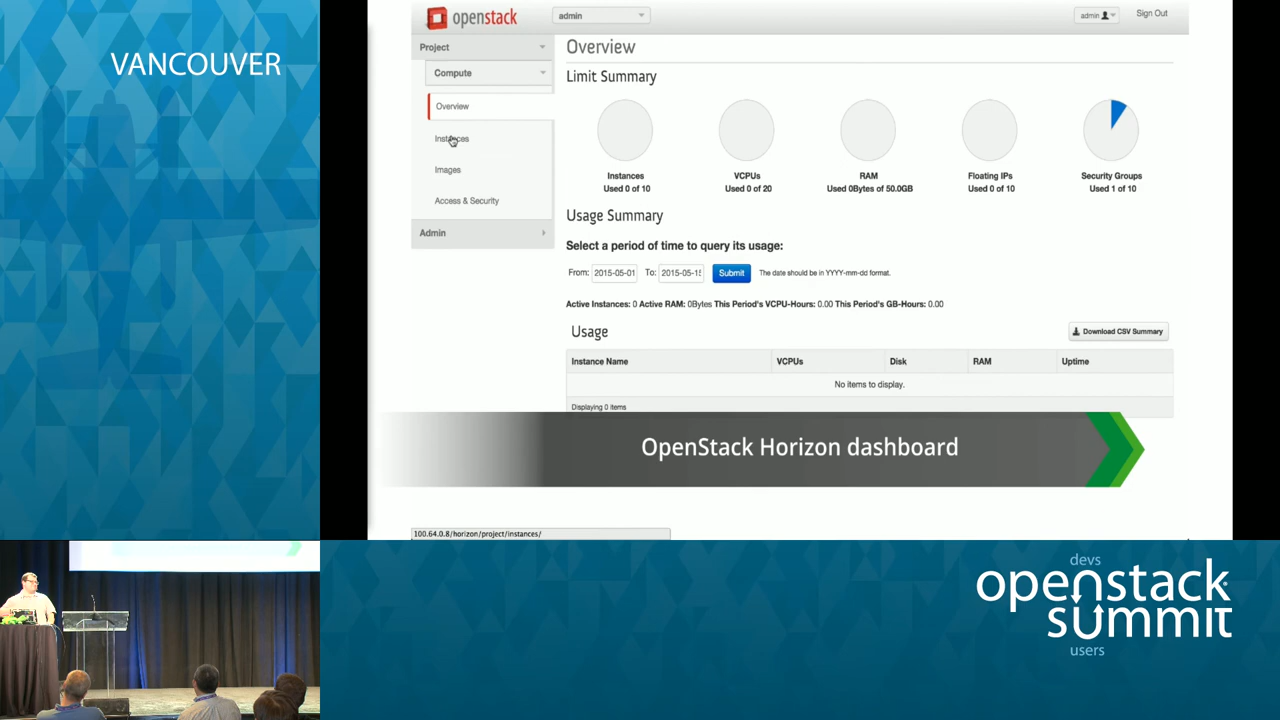 VANCOUVER
openstack
admin
admin
Sign Out
Project
Compute
Overview
Instances
Images
Access & Security
Admin
Overview
Limit Summary
Instances
Used 0 of 10
VCPUs
Used 0 of 20
RAM
Used 0Bytes of 50.0GB
Floating IPs
Used 0 of 10
Security Groups
Used 1 of 10
Usage Summary
Select a period of time to query its usage:
From: 2015-05-01 To: 2015-05-15 Submit The date should be in YYYY-mm-dd format.
Active Instances: 0 Active RAM: 0Bytes This Period's VCPU-Hours: 0.00 This Period's GB-Hours: 0.00
Usage
Download CSV Summary
Instance Name VCPUs Disk RAM Uptime
No items to display.
Displaying 0 items
OpenStack Horizon dashboard
100.64.0.8/horizon/project/instances/
devs
openstack
summit
users